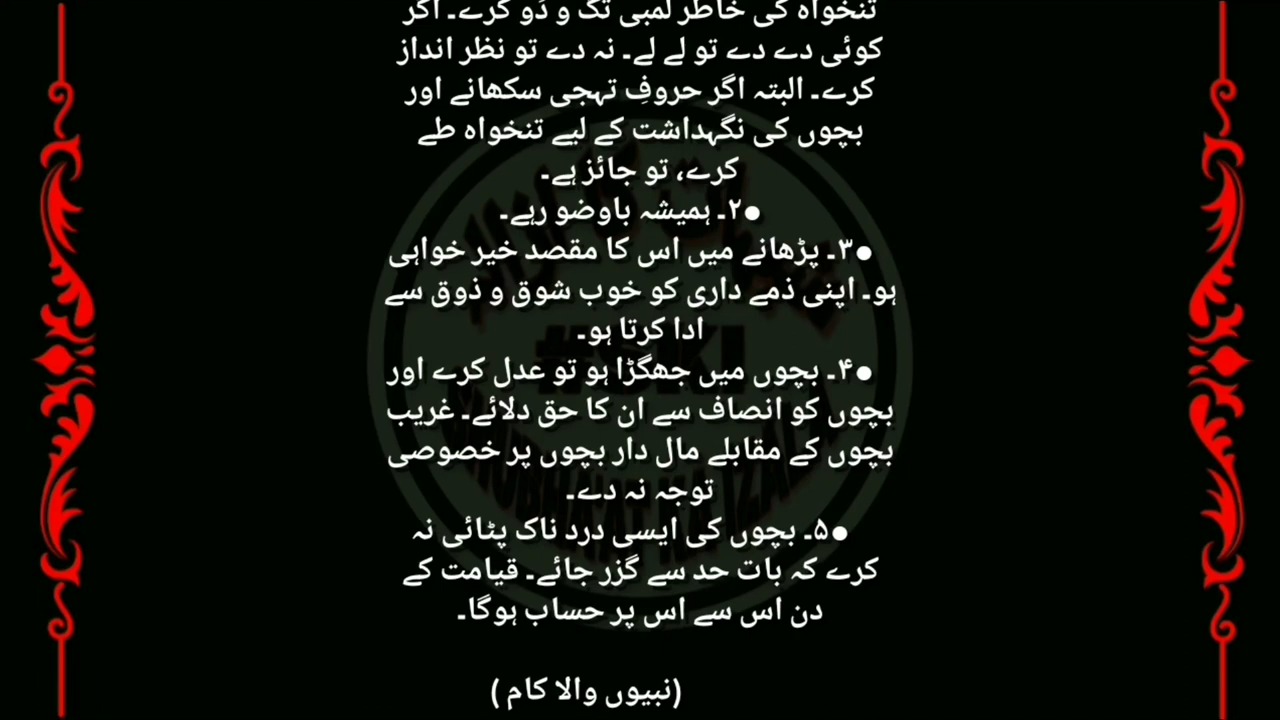 تنخواہ کی خاطر لمبی تگ و دَو کرے۔ اگر
کوئی دے دے تو لے لے۔ نہ دے تو نظر انداز
کرے۔ البتہ اگر حروفِ تہجی سکھانے اور
بچوں کی نگہداشت کے لیے تنخواہ طے
کرے، تو جائز ہے۔
●۲۔ ہمیشہ باوضو رہے۔
●۳۔ پڑھانے میں اس کا مقصد خیر خواہی
ہو۔ اپنی ذمے داری کو خوب شوق و ذوق سے
ادا کرتا ہو۔
●۴۔ بچوں میں جھگڑا ہو تو عدل کرے اور
بچوں کو انصاف سے ان کا حق دلائے۔ غریب
بچوں کے مقابلے مال دار بچوں پر خصوصی
توجہ نہ دے۔
●۵۔ بچوں کی ایسی درد ناک پٹائی نہ
کرے کہ بات حد سے گزر جائے۔ قیامت کے
دن اس سے اس پر حساب ہوگا۔
(نبیوں والا کام )